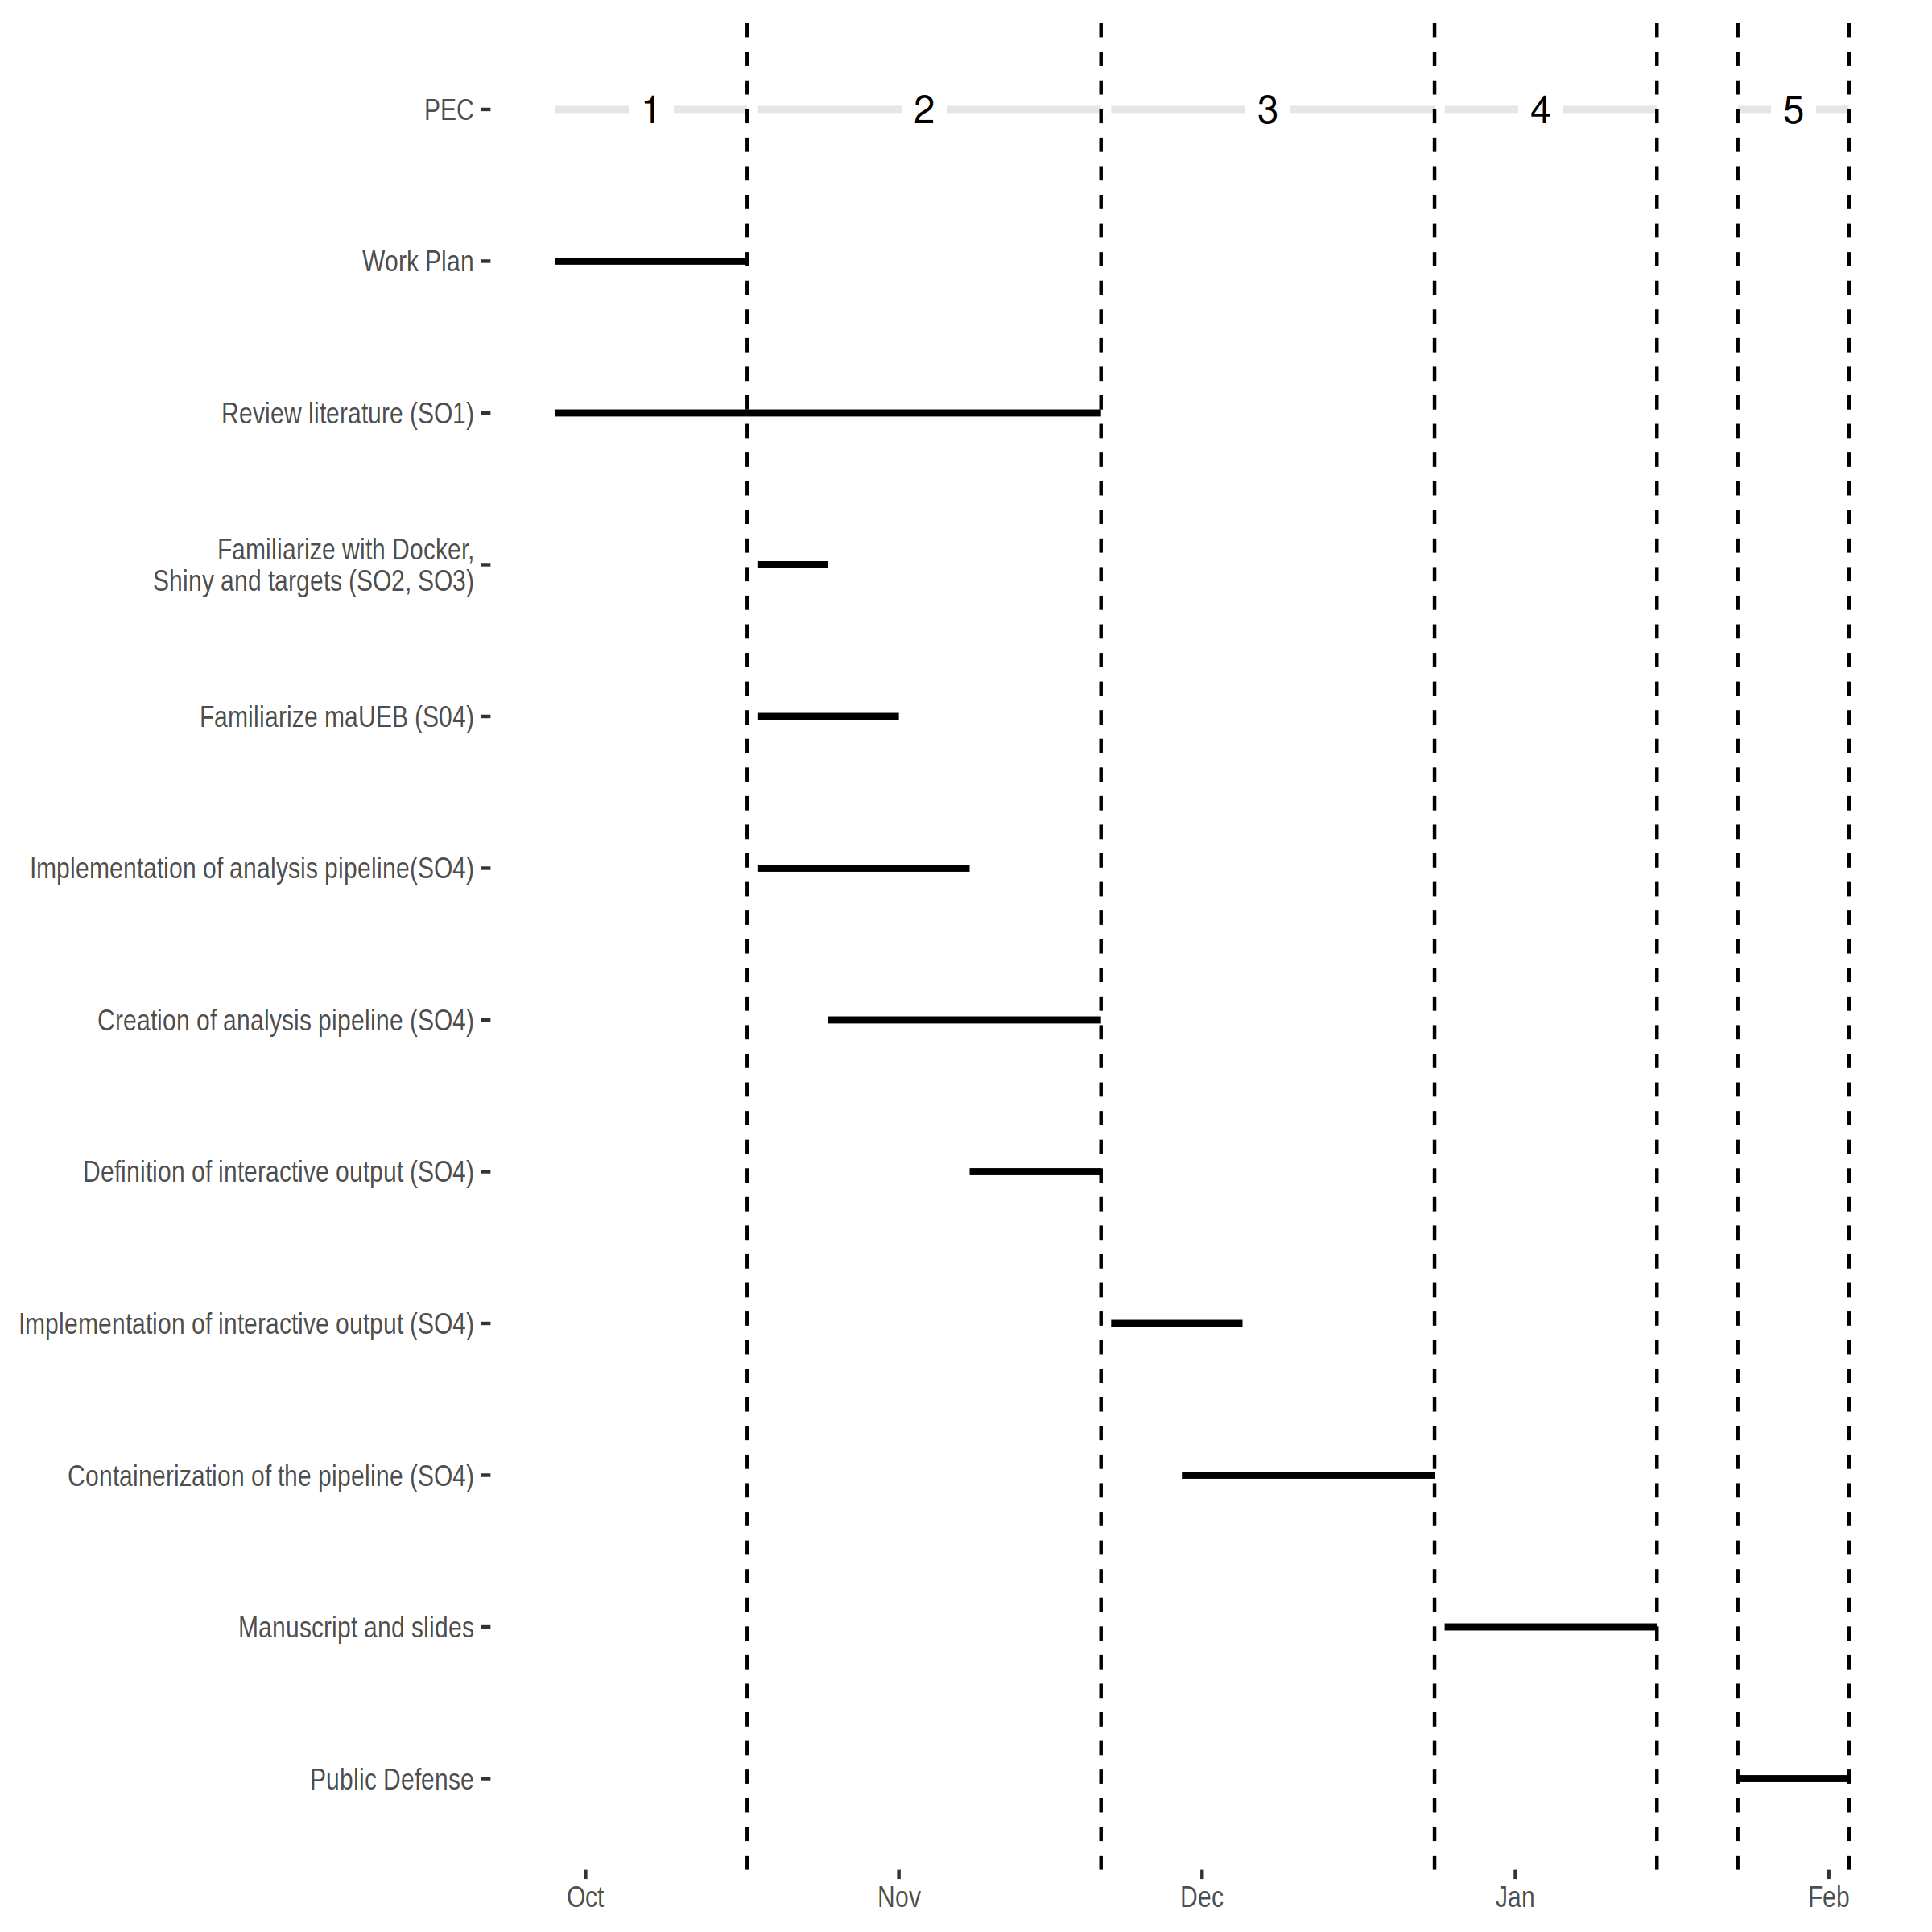 PEC
1 2 3 4 5
Work Plan
Review literature (SO1)
Familiarize with Docker,
Shiny and targets (SO2, SO3)
Familiarize maUEB (S04)
Implementation of analysis pipeline(SO4)
Creation of analysis pipeline (SO4)
Definition of interactive output (SO4)
Implementation of interactive output (SO4)
Containerization of the pipeline (SO4)
Manuscript and slides
Public Defense
Oct Nov Dec Jan Feb